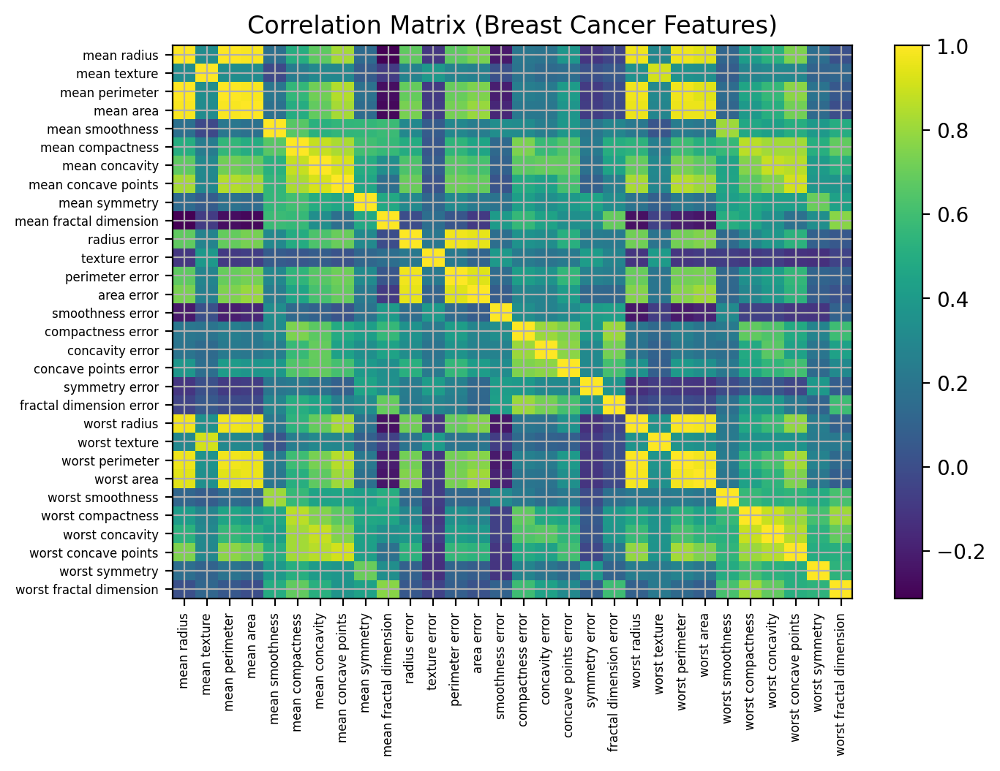 Correlation Matrix (Breast Cancer Features)
mean radius
mean texture
mean perimeter
mean area
mean smoothness
mean compactness
mean concavity
mean concave points
mean symmetry
mean fractal dimension
radius error
texture error
perimeter error
area error
smoothness error
compactness error
concavity error
concave points error
symmetry error
fractal dimension error
worst radius
worst texture
worst perimeter
worst area
worst smoothness
worst compactness
worst concavity
worst concave points
worst symmetry
worst fractal dimension
mean radius
mean texture
mean perimeter
mean area
mean smoothness
mean compactness
mean concavity
mean concave points
mean symmetry
mean fractal dimension
radius error
texture error
perimeter error
area error
smoothness error
compactness error
concavity error
concave points error
symmetry error
fractal dimension error
worst radius
worst texture
worst perimeter
worst area
worst smoothness
worst compactness
worst concavity
worst concave points
worst symmetry
worst fractal dimension
1.0
0.8
0.6
0.4
0.2
0.0
−0.2